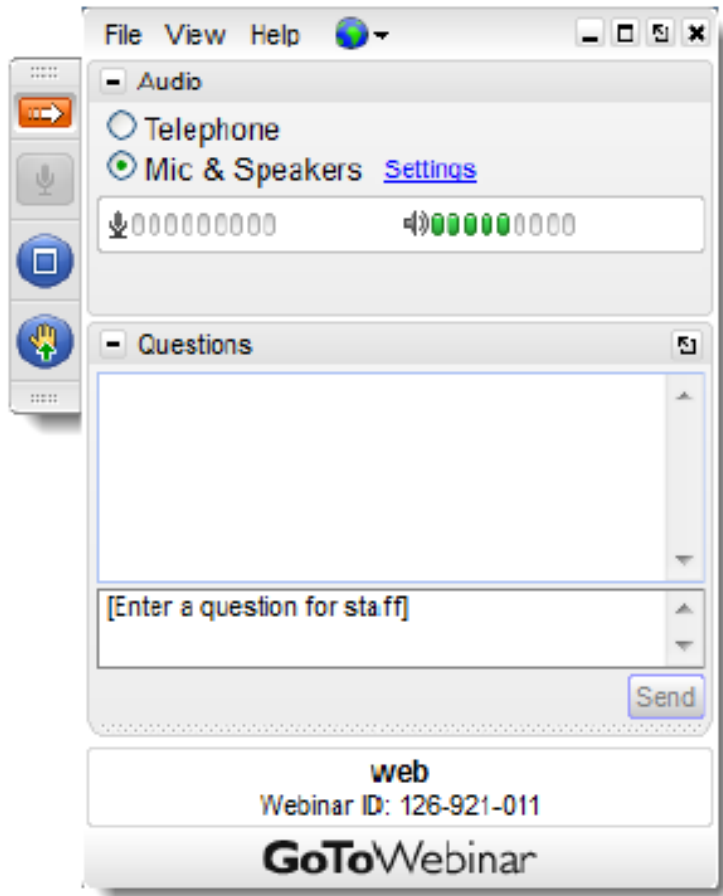 File View Help
Audio
Telephone
Mic & Speakers Settings
Questions
[Enter a question for staff]
Send
web
Webinar ID: 126-921-011
GoToWebinar